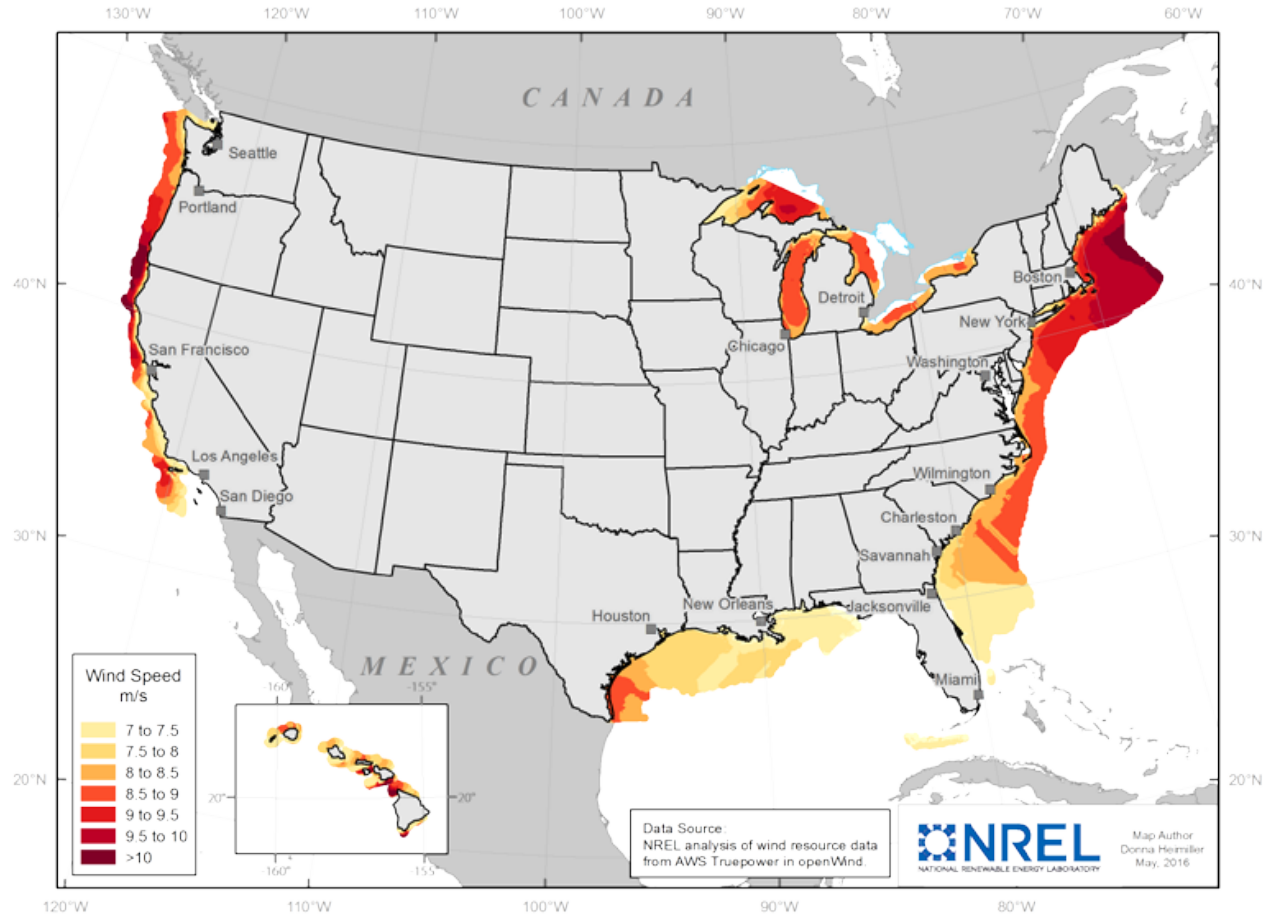 130°W
120°W
110°W
100°W
90°W
80°W
70°W
60°W
CANADA
Seattle
Portland
40°N
40°N
Boston
Detroit
New York
Chicago
San Francisco
Washington
Los Angeles
Wilmington
San Diego
Charleston
30°N
30°N
Savannah
New Orleans
Jacksonville
Houston
MEXICO
Miami
Wind Speed
m/s
7 to 7.5
7.5 to 8
8 to 8.5
8.5 to 9
9 to 9.5
9.5 to 10
>10
-160°
-155°
20°
20°
-160°
-155°
20°N
20°N
Data Source:
NREL analysis of wind resource data
from AWS Truepower in openWind.
NREL
NATIONAL RENEWABLE ENERGY LABORATORY
Map Author
Donna Heimiller
May, 2016
120°W
110°W
100°W
90°W
80°W